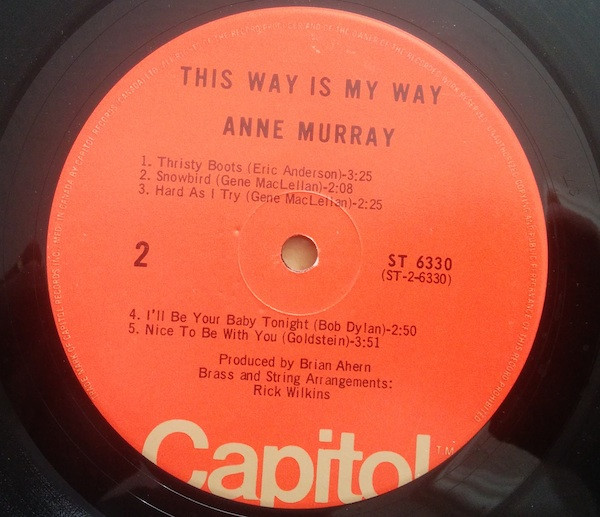 THIS WAY IS MY WAY
ANNE MURRAY
1. Thristy Boots (Eric Anderson)-3:25
2. Snowbird (Gene MacLellan)-2:08
3. Hard As I Try (Gene MacLellan)-2:25
2
ST 6330
(ST-2-6330)
4. I'll Be Your Baby Tonight (Bob Dylan)-2:50
5. Nice To Be With You (Goldstein)-3:51
Produced by Brian Ahern
Brass and String Arrangements:
Rick Wilkins
Capitol
T.M.